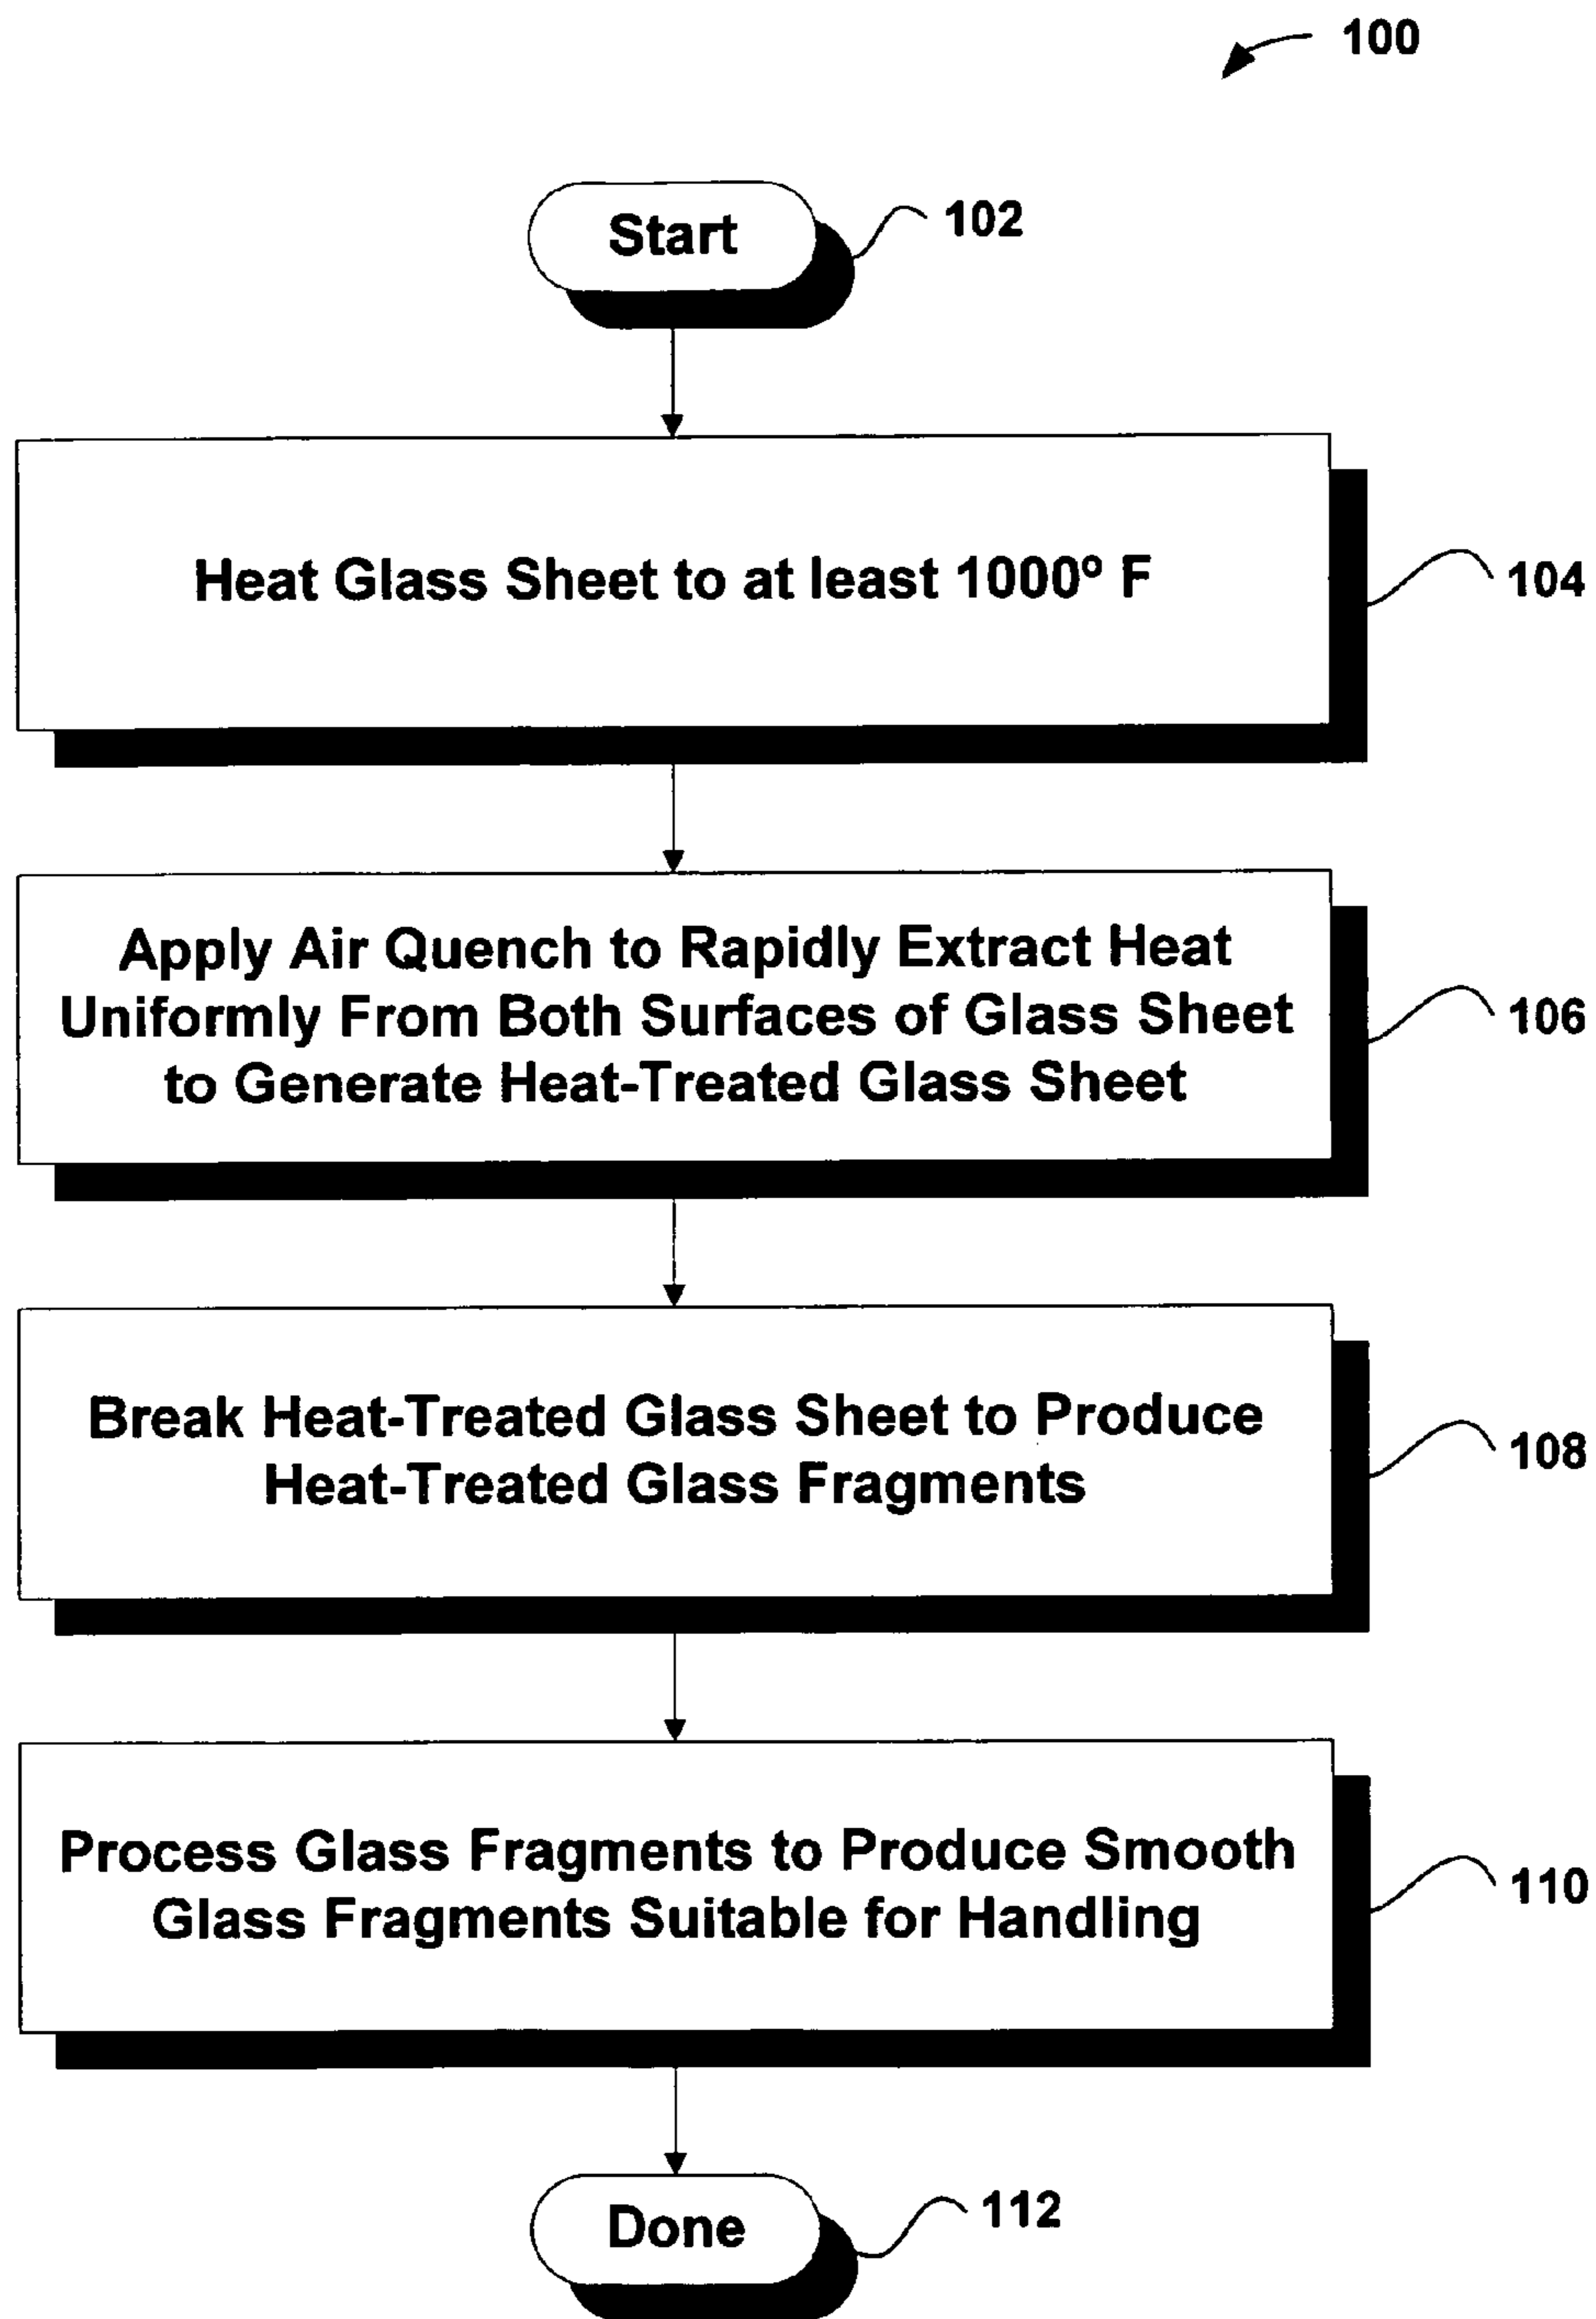 100
Start
102
Heat Glass Sheet to at least 1000º F
104
Apply Air Quench to Rapidly Extract Heat
Uniformly From Both Surfaces of Glass Sheet
to Generate Heat-Treated Glass Sheet
106
Break Heat-Treated Glass Sheet to Produce
Heat-Treated Glass Fragments
108
Process Glass Fragments to Produce Smooth
Glass Fragments Suitable for Handling
110
Done
112